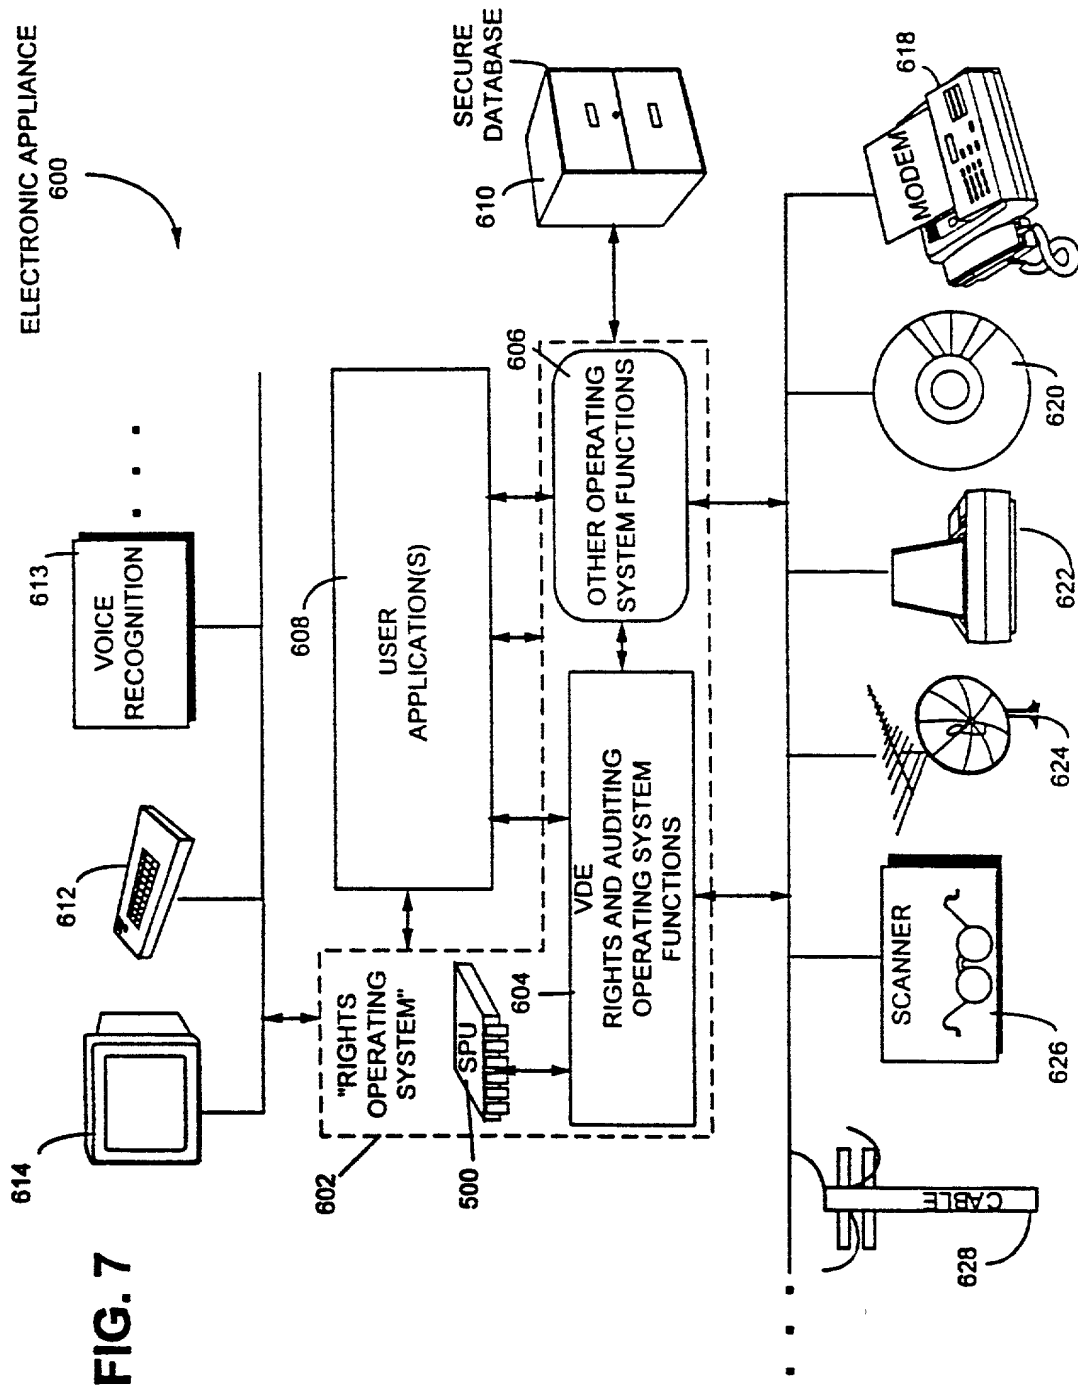 FIG. 7
ELECTRONIC APPLIANCE
600
614
612
613
VOICE
RECOGNITION
602
"RIGHTS
OPERATING
SYSTEM"
608
USER
APPLICATION(S)
500
SPU
604
VDE
RIGHTS AND AUDITING
OPERATING SYSTEM
FUNCTIONS
606
OTHER OPERATING
SYSTEM FUNCTIONS
610
SECURE
DATABASE
628
CABLE
626
SCANNER
624
622
620
618
MODEM